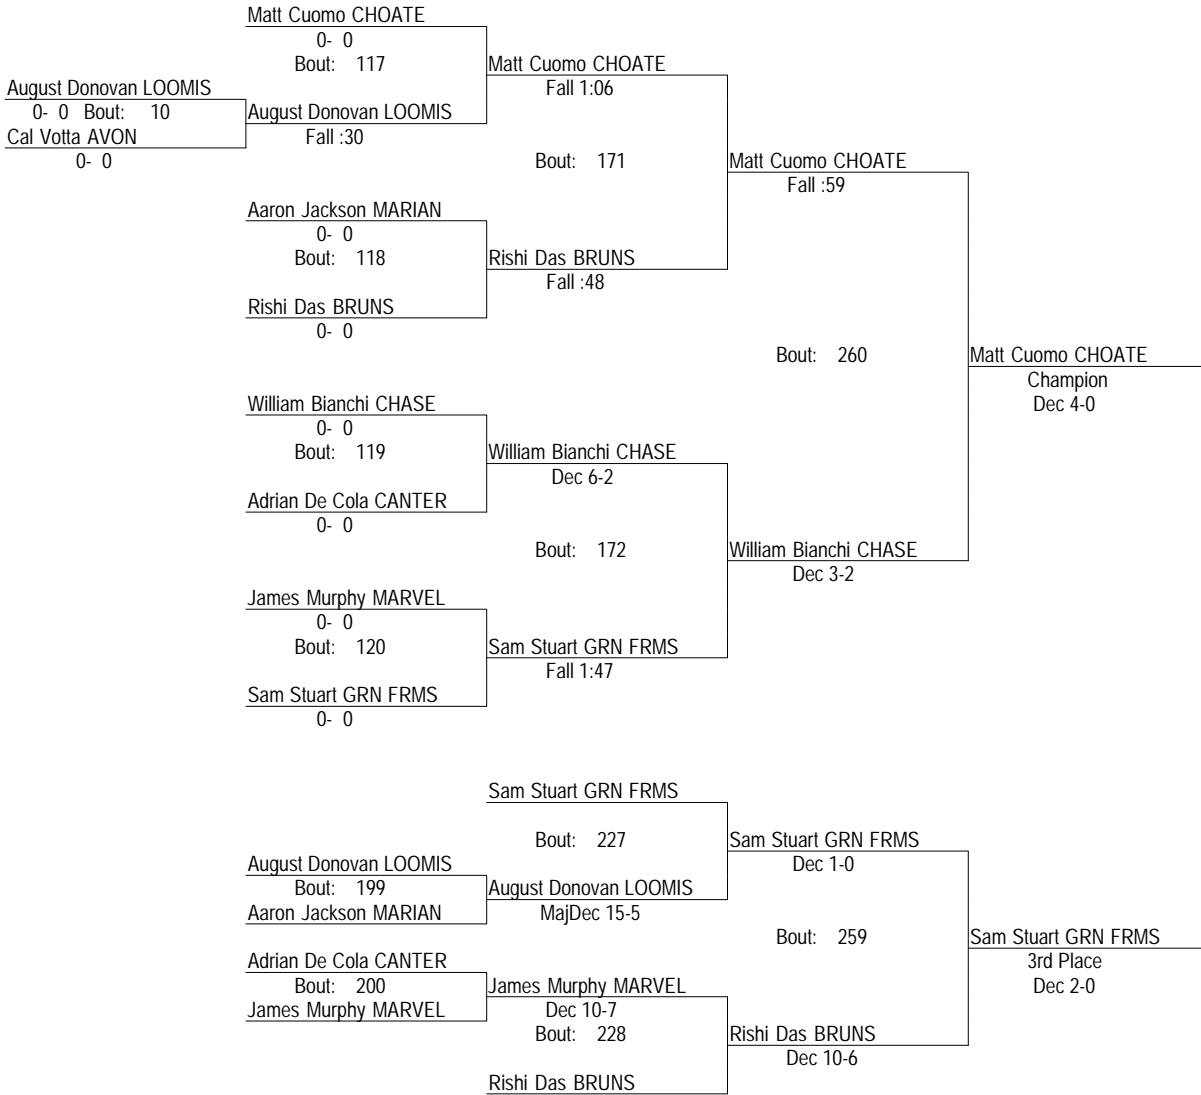 Matt Cuomo CHOATE
0- 0
Bout: 117
Matt Cuomo CHOATE
Fall 1:06
August Donovan LOOMIS
0- 0 Bout: 10
August Donovan LOOMIS
Fall :30
Cal Votta AVON
0- 0
Bout: 171
Matt Cuomo CHOATE
Fall :59
Aaron Jackson MARIAN
0- 0
Bout: 118
Rishi Das BRUNS
Fall :48
Rishi Das BRUNS
0- 0
Bout: 260
Matt Cuomo CHOATE
Champion
Dec 4-0
William Bianchi CHASE
0- 0
Bout: 119
William Bianchi CHASE
Dec 6-2
Adrian De Cola CANTER
0- 0
Bout: 172
William Bianchi CHASE
Dec 3-2
James Murphy MARVEL
0- 0
Bout: 120
Sam Stuart GRN FRMS
Fall 1:47
Sam Stuart GRN FRMS
0- 0
Sam Stuart GRN FRMS
Bout: 227
Sam Stuart GRN FRMS
Dec 1-0
August Donovan LOOMIS
Bout: 199
August Donovan LOOMIS
MajDec 15-5
Aaron Jackson MARIAN
Bout: 259
Sam Stuart GRN FRMS
3rd Place
Dec 2-0
Adrian De Cola CANTER
Bout: 200
James Murphy MARVEL
Dec 10-7
James Murphy MARVEL
Bout: 228
Rishi Das BRUNS
Dec 10-6
Rishi Das BRUNS